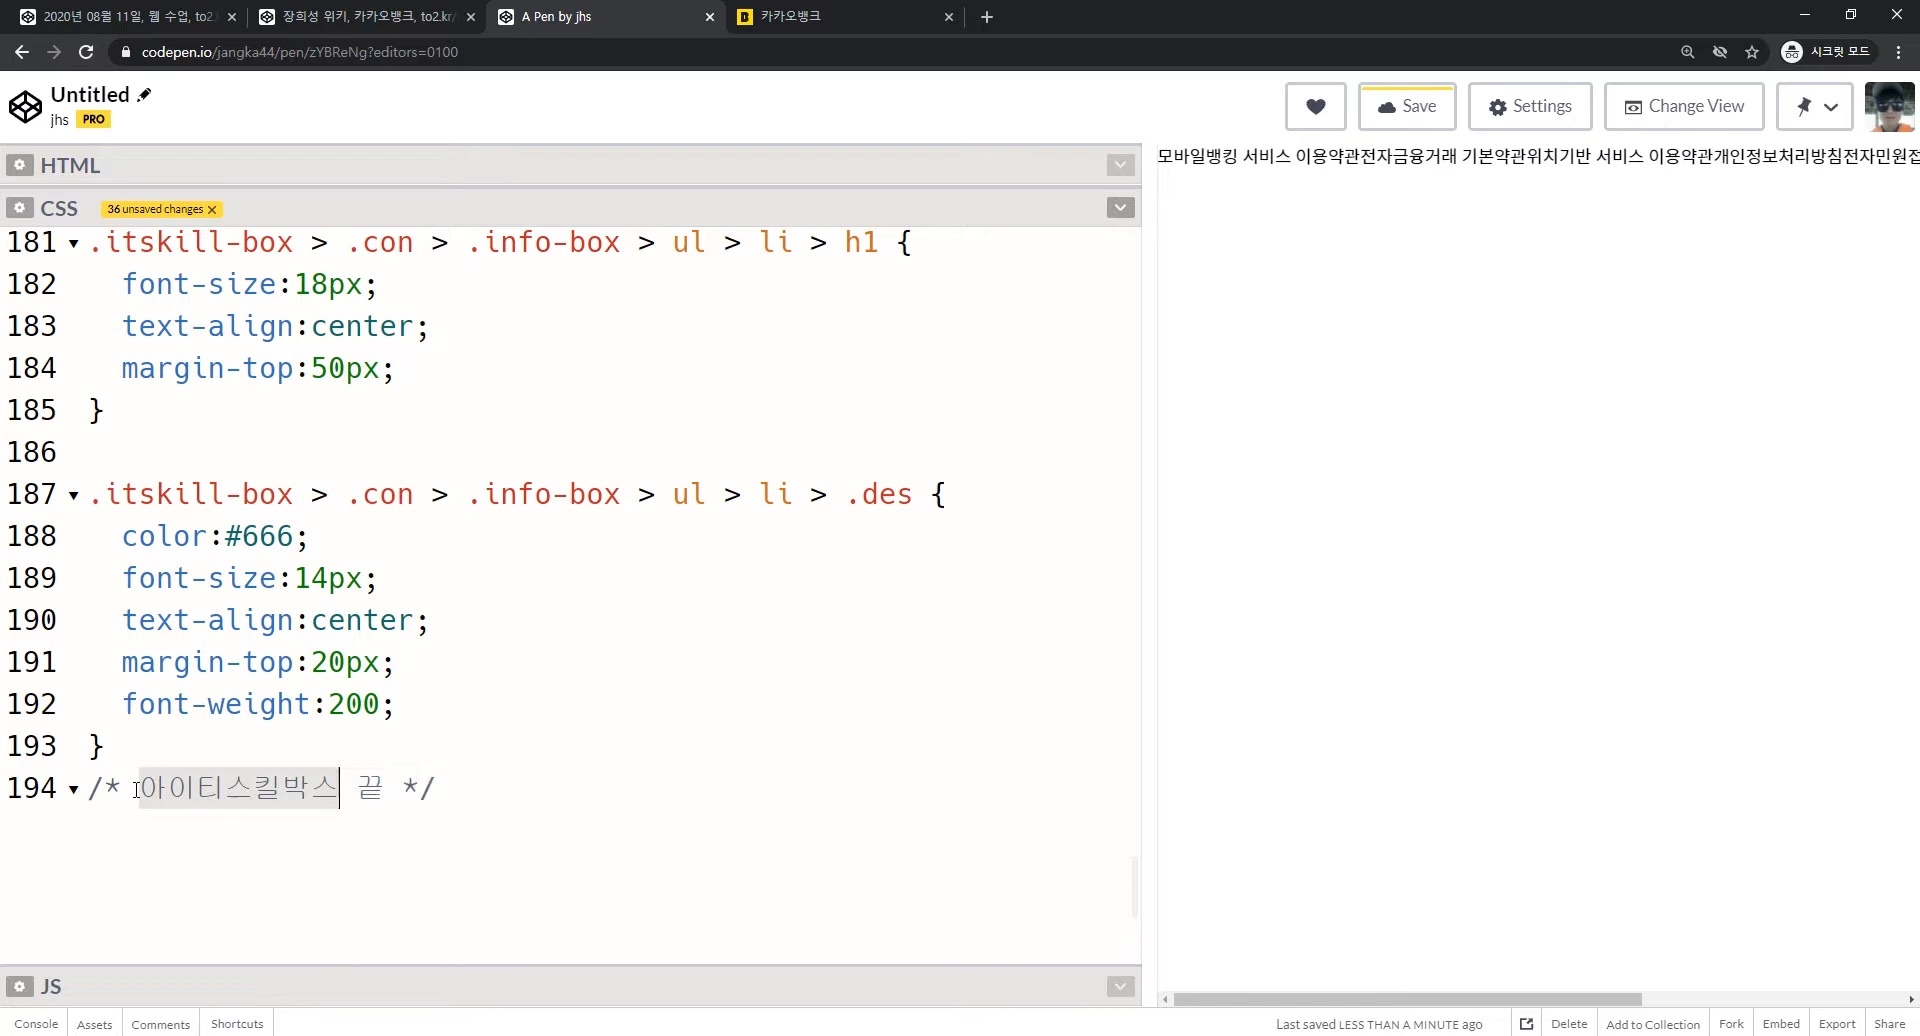 2020년 08월 11일, 웹 수업, to2.
장희성 위키, 카카오뱅크, to2.kr/
A Pen by jhs
카카오뱅크
codepen.io/jangka44/pen/zYBReNg?editors=0100
시크릿 모드
Untitled
jhs PRO
Save
Settings
Change View
HTML
CSS 36 unsaved changes
181 .itskill-box > .con > .info-box > ul > li > h1 {
182 font-size:18px;
183 text-align:center;
184 margin-top:50px;
185 }
186
187 .itskill-box > .con > .info-box > ul > li > .des {
188 color:#666;
189 font-size:14px;
190 text-align:center;
191 margin-top:20px;
192 font-weight:200;
193 }
194 /* 아이티스킬박스 끝 */
모바일뱅킹 서비스 이용약관전자금융거래 기본약관위치기반 서비스 이용약관개인정보처리방침전자민원접
JS
Console
Assets
Comments
Shortcuts
Last saved LESS THAN A MINUTE ago
Delete
Add to Collection
Fork
Embed
Export
Share